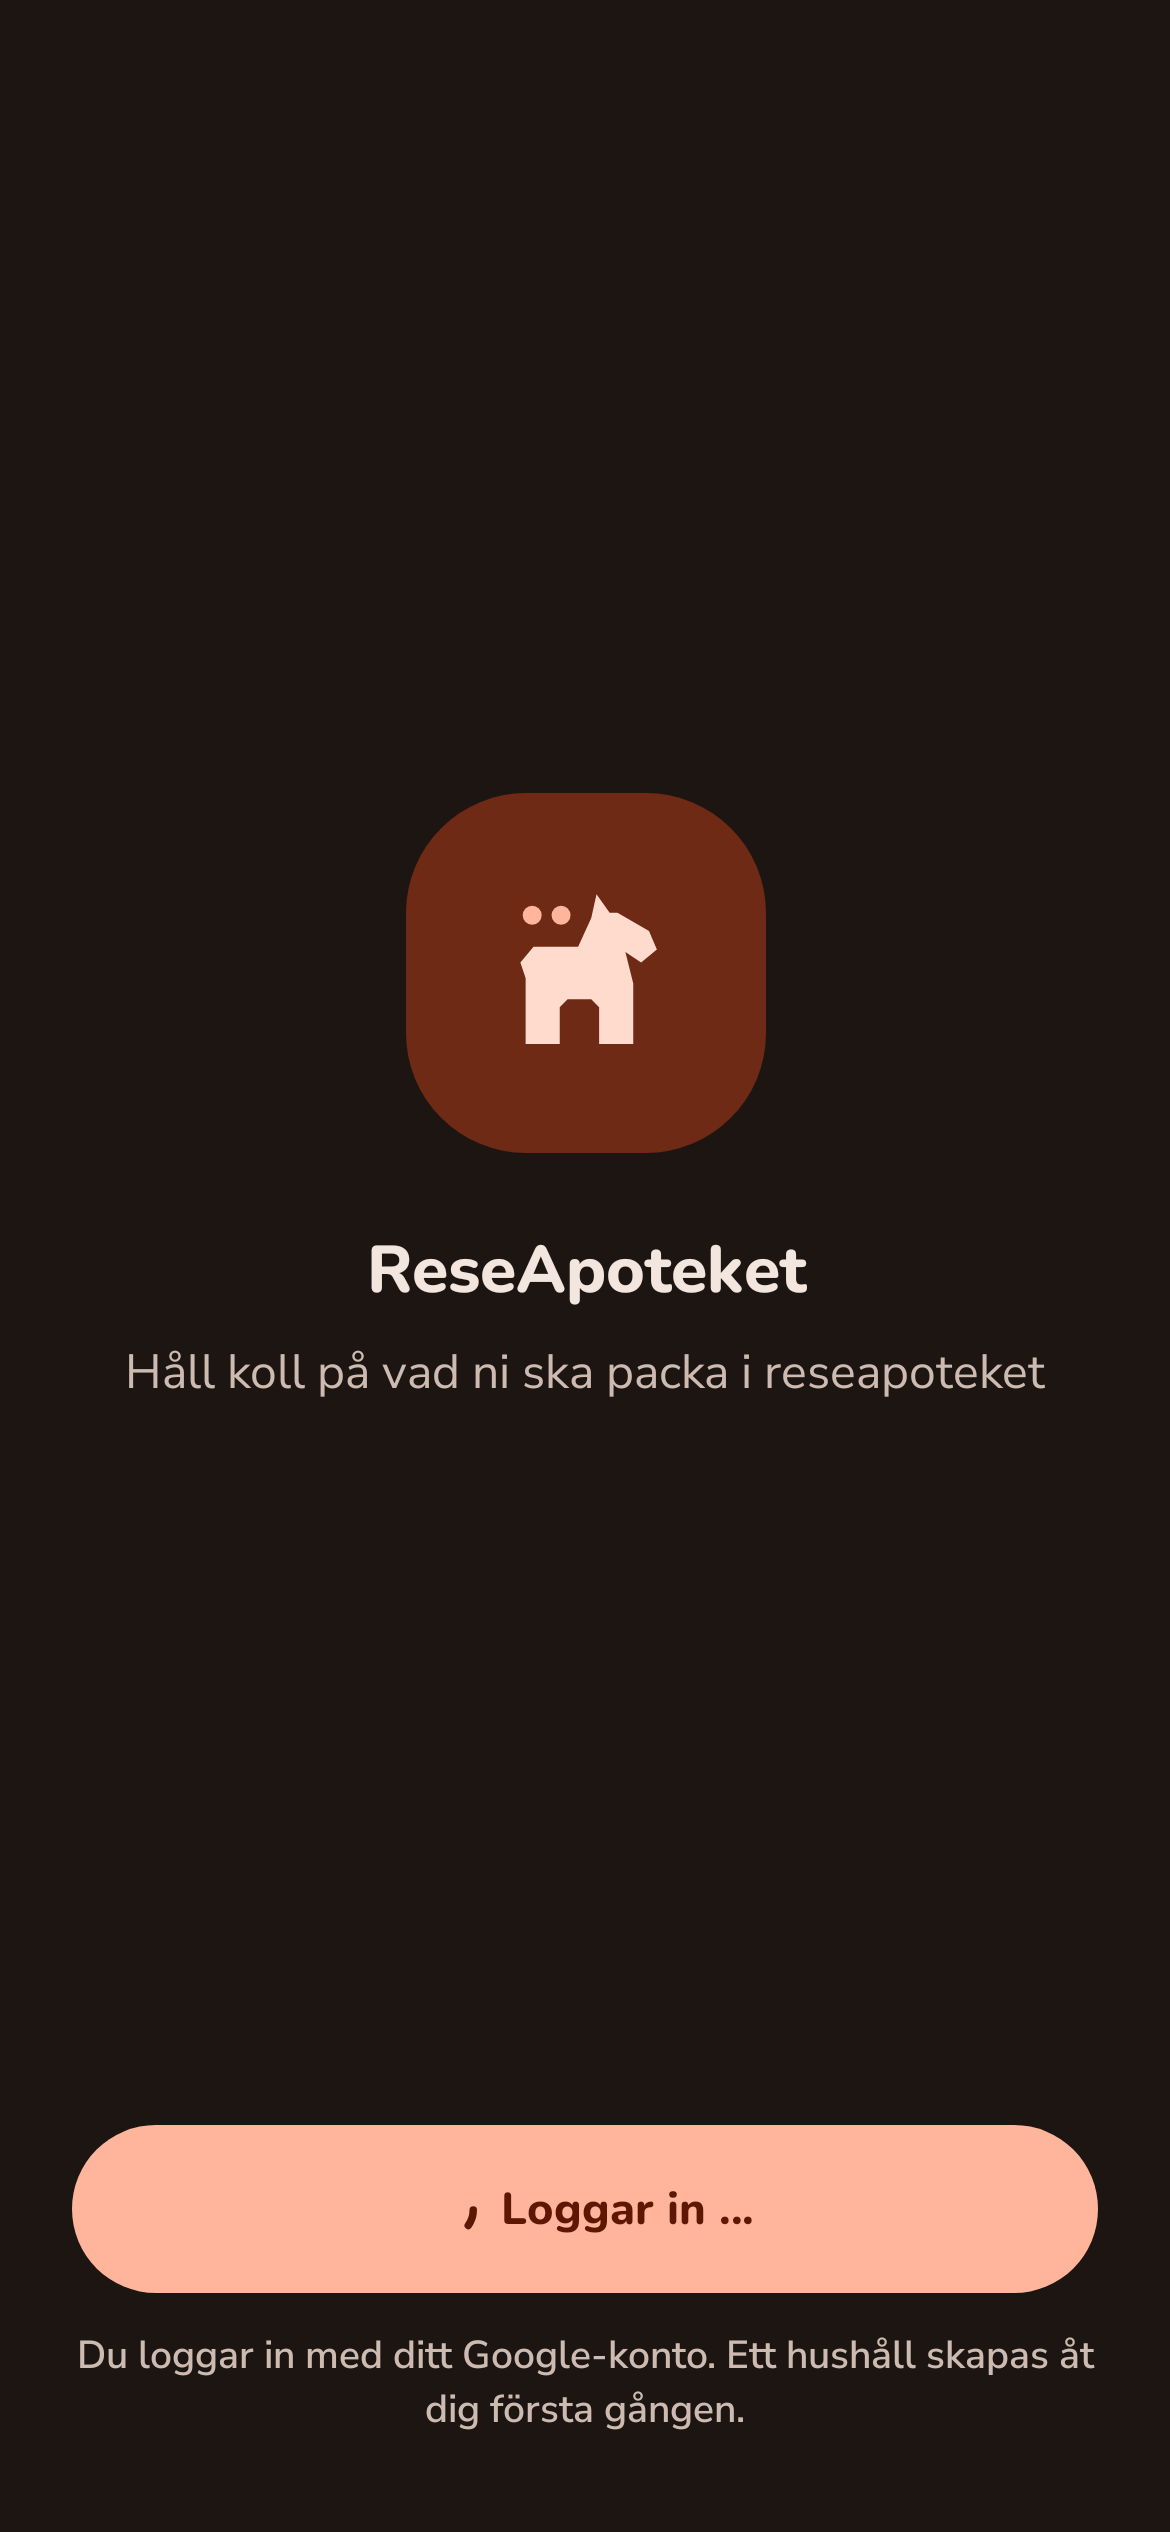 ReseApoteket
Håll koll på vad ni ska packa i reseapoteket
Loggar in ...
Du loggar in med ditt Google-konto. Ett hushåll skapas åt
dig första gången.